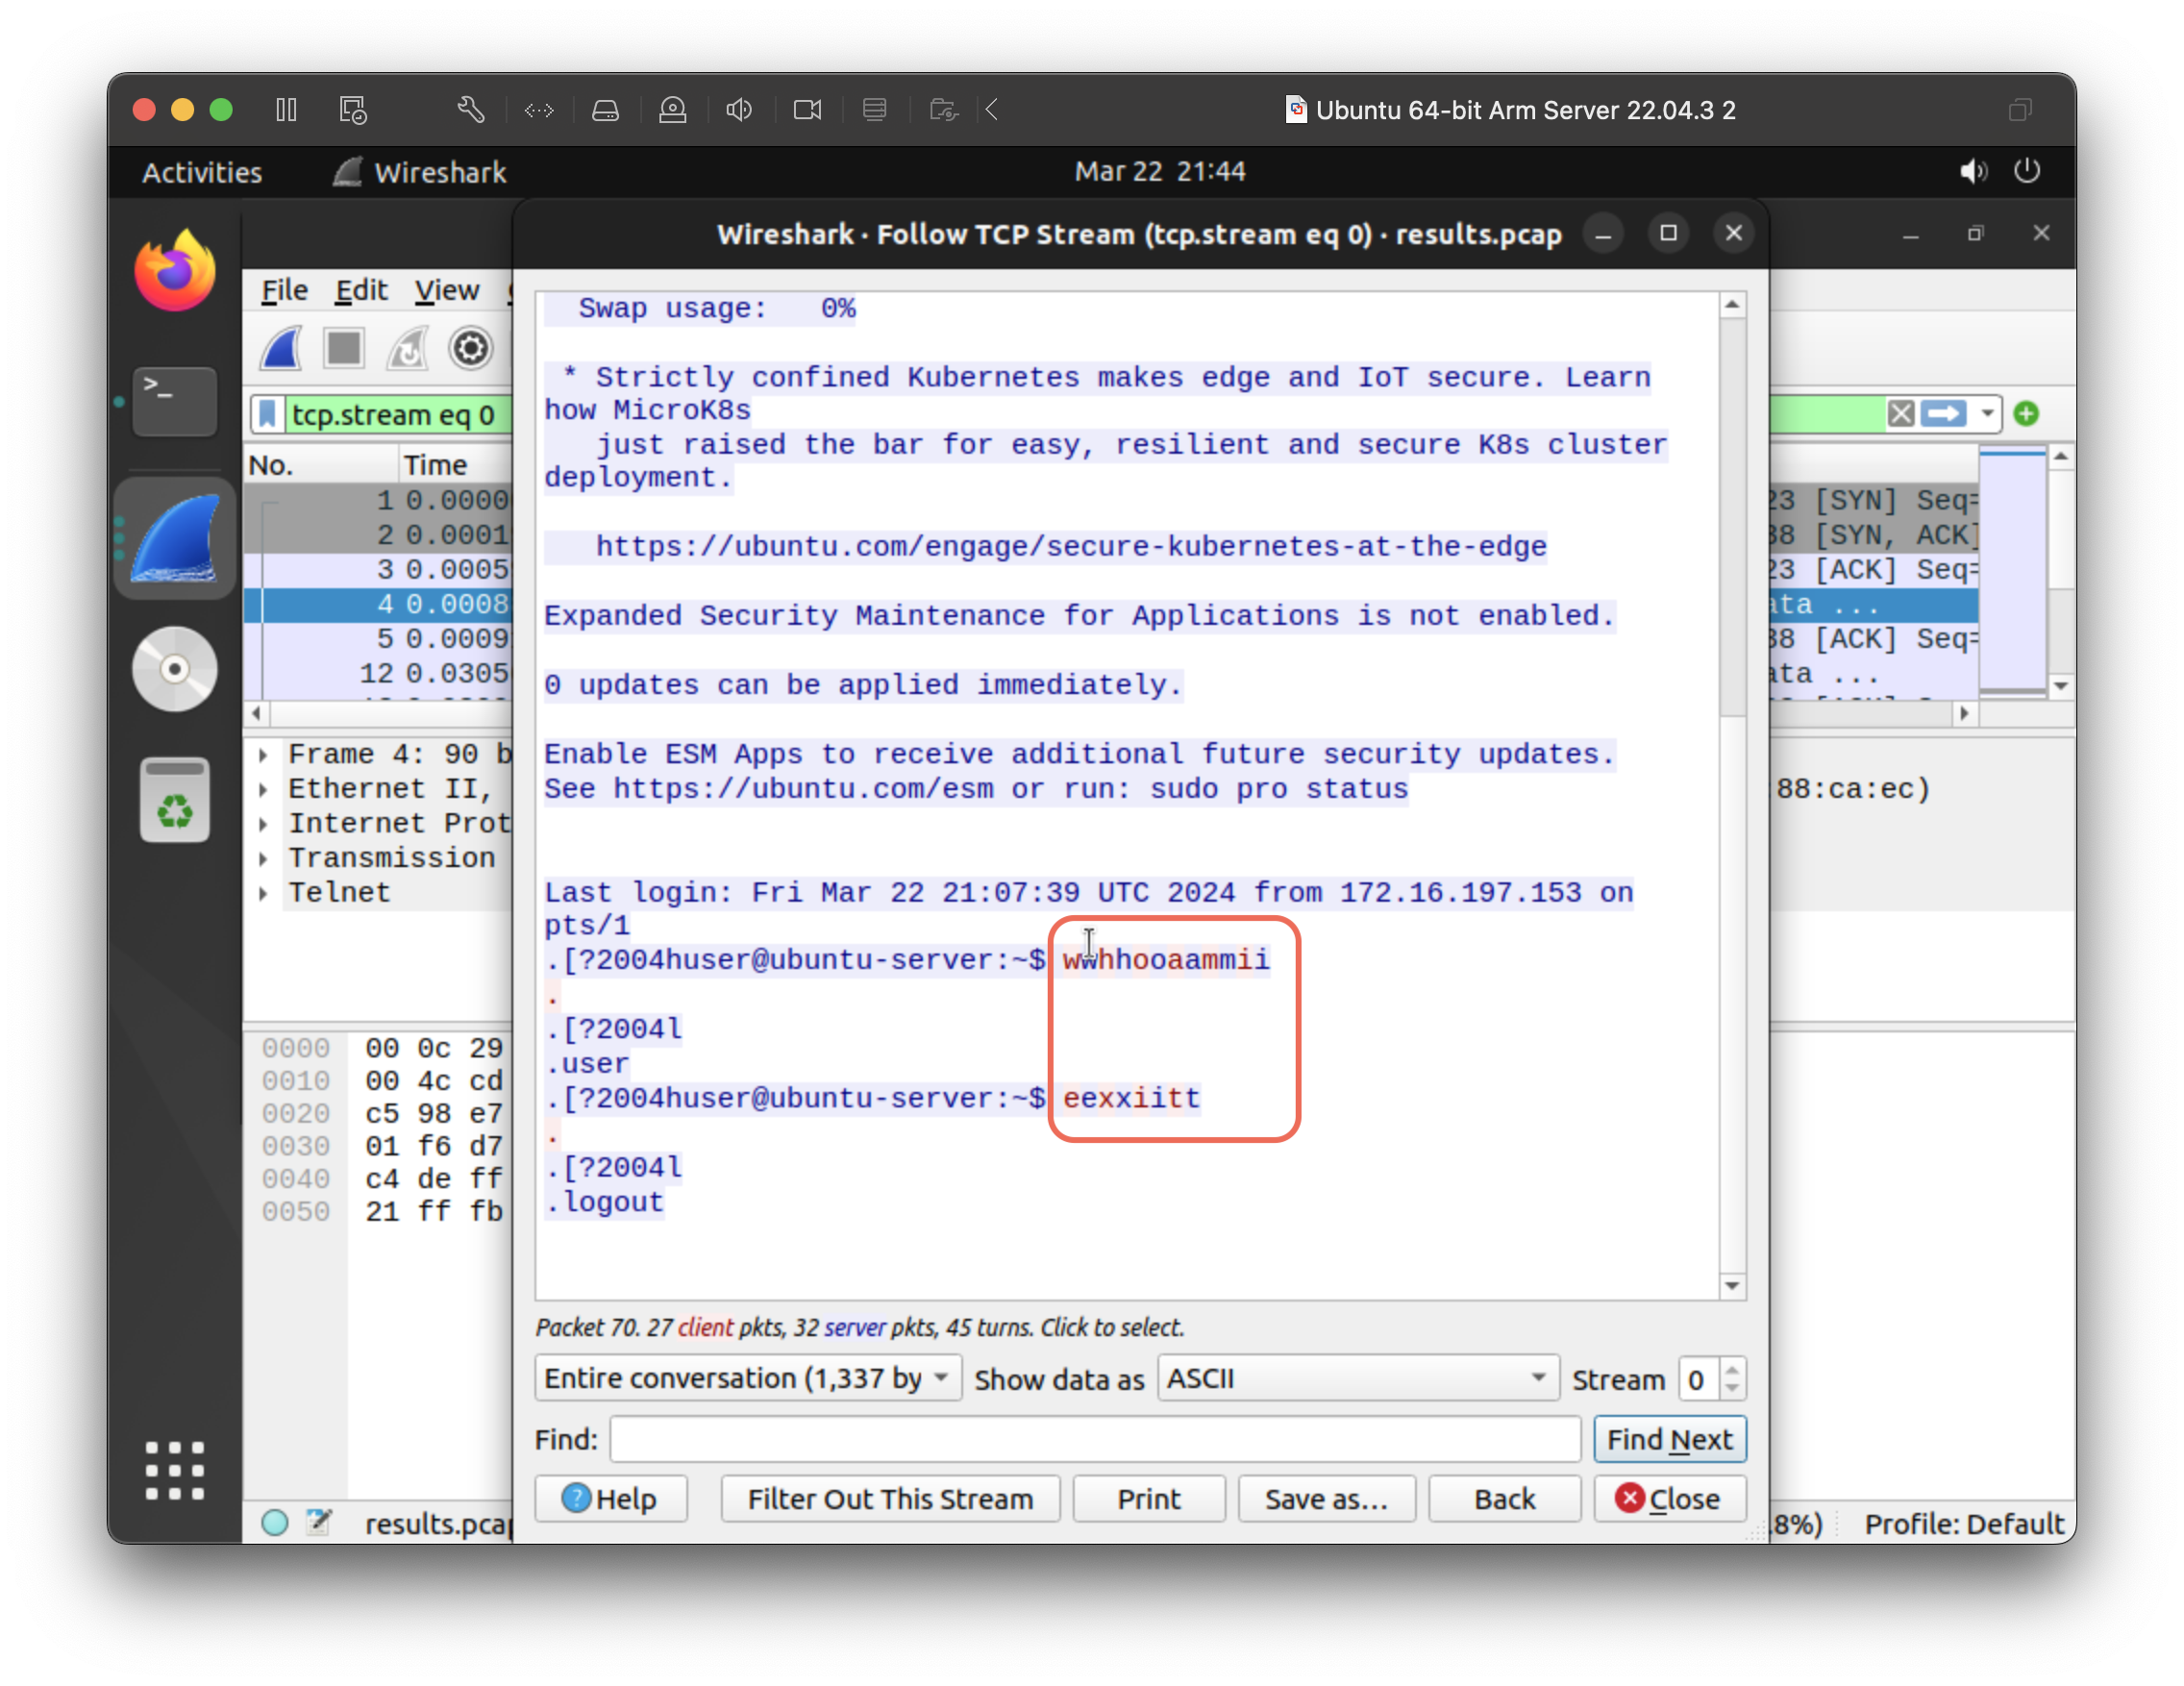 Ubuntu 64-bit Arm Server 22.04.3 2
Activities
Wireshark
Mar 22 21:44
Wireshark · Follow TCP Stream (tcp.stream eq 0) · results.pcap
File Edit View
tcp.stream eq 0
No. Time
1 0.0000
2 0.0001
3 0.0005
4 0.0008
5 0.0009
12 0.0305
23 [SYN] Seq=
38 [SYN, ACK]
23 [ACK] Seq=
ata ...
38 [ACK] Seq=
ata ...
Frame 4: 90 b
Ethernet II,
Internet Prot
Transmission
Telnet
:88:ca:ec)
0000 00 0c 29
0010 00 4c cd
0020 c5 98 e7
0030 01 f6 d7
0040 c4 de ff
0050 21 ff fb
Swap usage: 0%
* Strictly confined Kubernetes makes edge and IoT secure. Learn
how MicroK8s
just raised the bar for easy, resilient and secure K8s cluster
deployment.
https://ubuntu.com/engage/secure-kubernetes-at-the-edge
Expanded Security Maintenance for Applications is not enabled.
0 updates can be applied immediately.
Enable ESM Apps to receive additional future security updates.
See https://ubuntu.com/esm or run: sudo pro status
Last login: Fri Mar 22 21:07:39 UTC 2024 from 172.16.197.153 on
pts/1
.[?2004huser@ubuntu-server:~$ wwhhooaammii
.
.[?2004l
.user
.[?2004huser@ubuntu-server:~$ eexxiitt
.
.[?2004l
.logout
Packet 70. 27 client pkts, 32 server pkts, 45 turns. Click to select.
Entire conversation (1,337 by
Show data as
ASCII
Stream
0
Find:
Find Next
Help
Filter Out This Stream
Print
Save as…
Back
Close
results.pcap
.8%)
Profile: Default